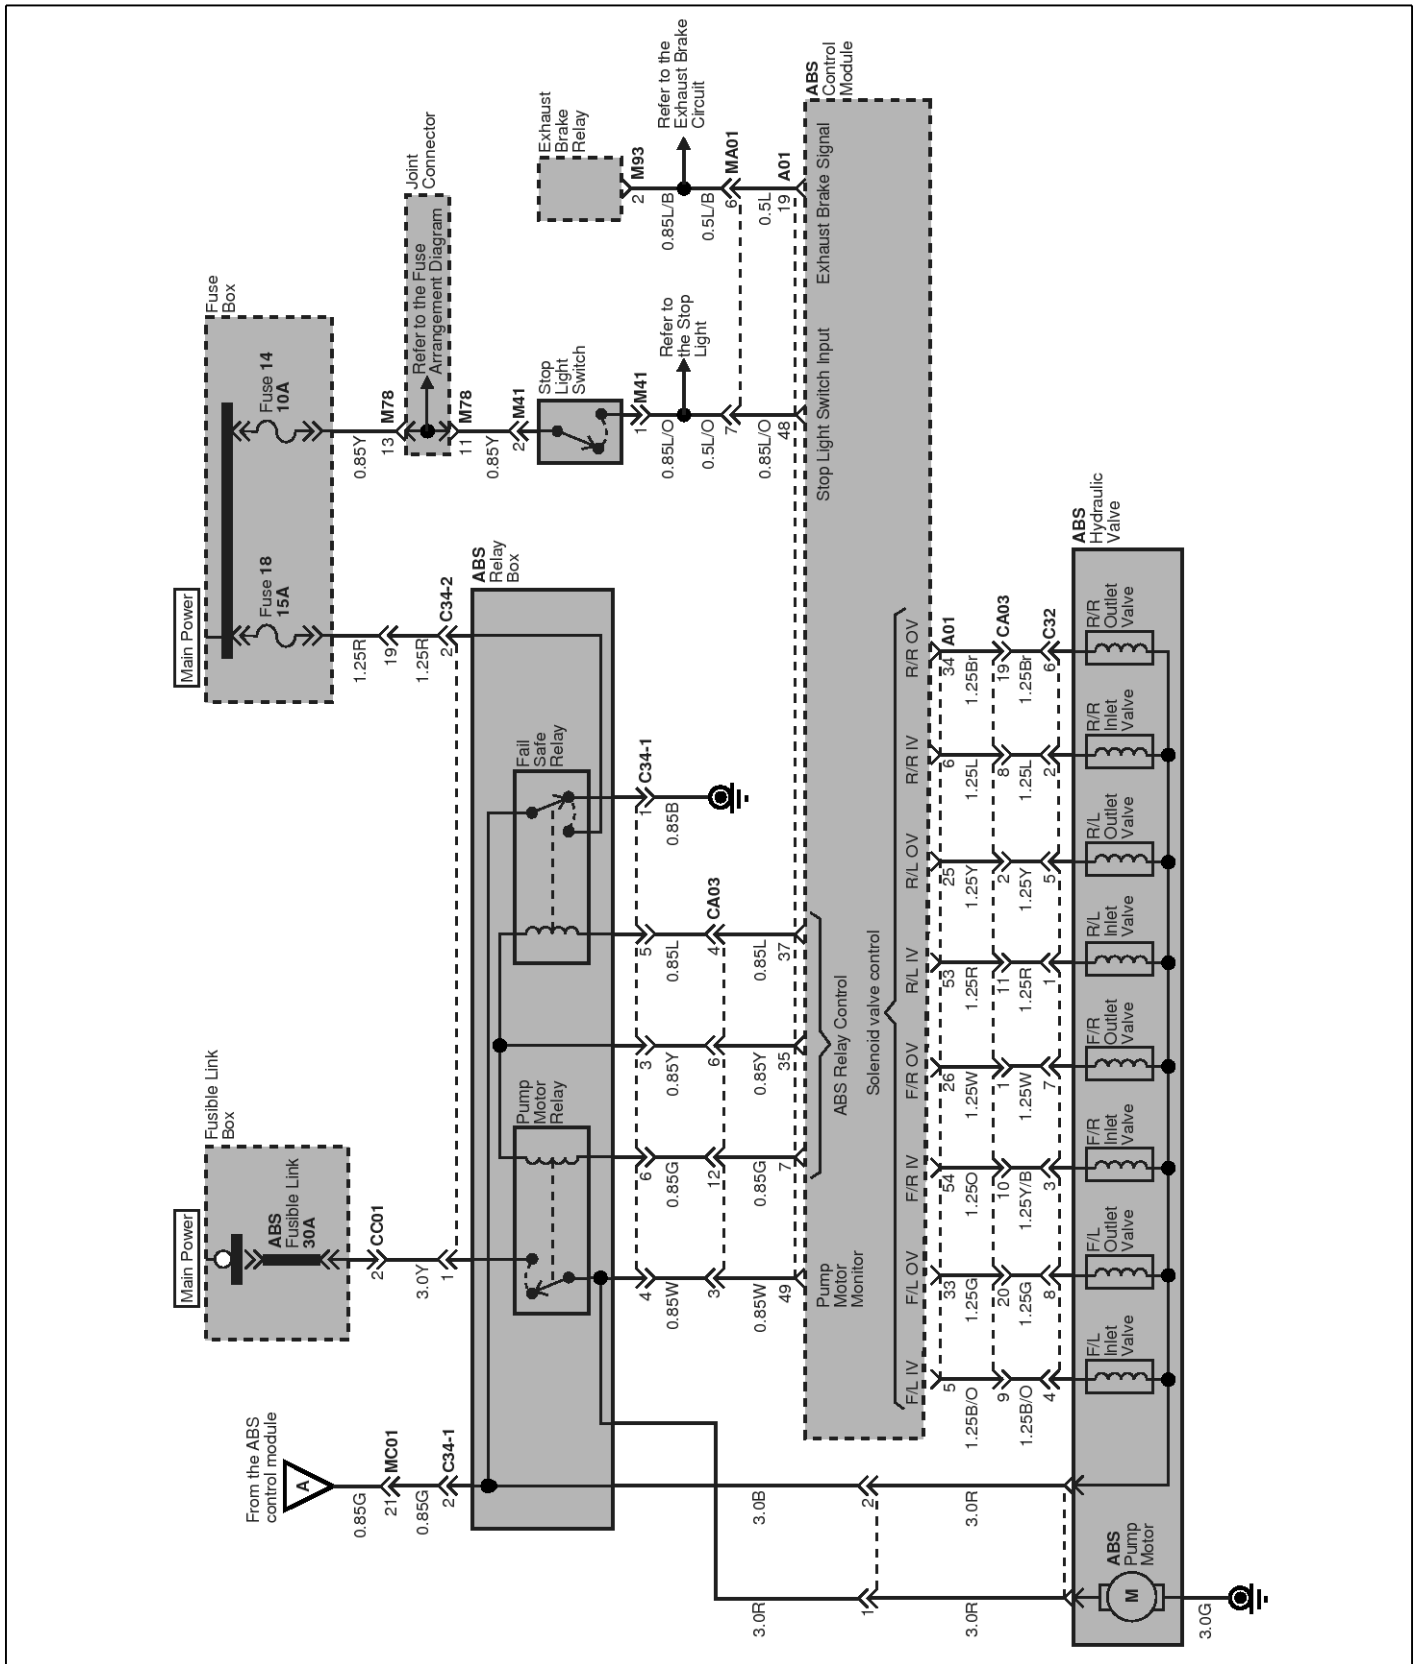 From the ABS
control module
A
0.85G
21
MC01
0.85G
2
C34-1
Main Power
Fusible Link
Box
ABS
Fusible Link
30A
2
CC01
3.0Y
1
Main Power
Fuse
Box
Fuse 18
15A
Fuse 14
10A
1.25R
19
1.25R
2
C34-2
0.85Y
13
M78
Joint
Connector
Refer to the Fuse
Arrangement Diagram
11
M78
0.85Y
2
M41
Stop
Light
Switch
1
M41
0.85L/O
Refer to
the Stop
Light
0.5L/O
7
0.85L/O
48
Exhaust
Brake
Relay
2
M93
0.85L/B
Refer to the
Exhaust Brake
Circuit
0.5L/B
6
MA01
0.5L
19
A01
ABS
Relay
Box
Pump
Motor
Relay
Fail
Safe
Relay
4
0.85W
3
0.85W
49
6
0.85G
12
0.85G
7
3
0.85Y
6
0.85Y
35
5
0.85L
4
CA03
0.85L
37
1
C34-1
0.85B
ABS
Control
Module
Pump
Motor
Monitor
ABS Relay Control
Stop Light Switch Input
Exhaust Brake Signal
Solenoid valve control
F/L IV
F/L OV
F/R IV
F/R OV
R/L IV
R/L OV
R/R IV
R/R OV
5
33
54
26
53
25
6
34
A01
1.25B/O
1.25G
1.25O
1.25W
1.25R
1.25Y
1.25L
1.25Br
9
20
10
1
11
2
8
19
CA03
1.25B/O
1.25G
1.25Y/B
1.25W
1.25R
1.25Y
1.25L
1.25Br
4
8
3
7
1
5
2
6
C32
3.0R
3.0B
1
2
3.0R
3.0R
ABS
Hydraulic
Valve
F/L
Inlet
Valve
F/L
Outlet
Valve
F/R
Inlet
Valve
F/R
Outlet
Valve
R/L
Inlet
Valve
R/L
Outlet
Valve
R/R
Inlet
Valve
R/R
Outlet
Valve
ABS
Pump
Motor
M
3.0G